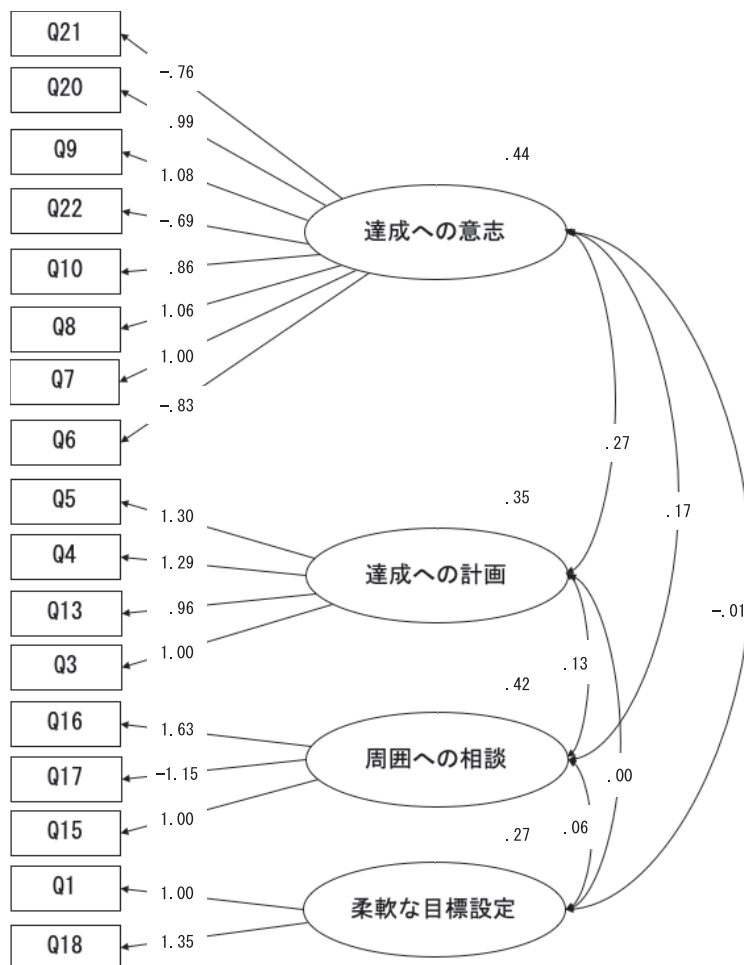 Q21
-.76
Q20
.99
Q9
1.08
.44
Q22
-.69
達成への意志
Q10
.86
Q8
1.06
Q7
1.00
Q6
-.83
.27
Q5
1.30
.35
.17
Q4
1.29
達成への計画
Q13
.96
-.01
Q3
1.00
.13
.42
Q16
1.63
周囲への相談
Q17
-1.15
.00
Q15
1.00
.27
.06
Q1
1.00
柔軟な目標設定
Q18
1.35